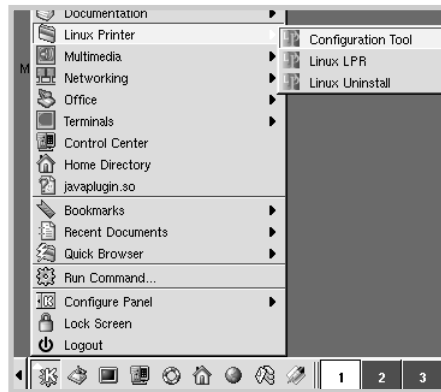 Documentation
Linux Printer
Configuration Tool
Multimedia
Linux LPR
M
Networking
Linux Uninstall
Office
Terminals
Control Center
Home Directory
javaplugin.so
Bookmarks
Recent Documents
Quick Browser
Run Command...
Configure Panel
Lock Screen
Logout
1 2 3